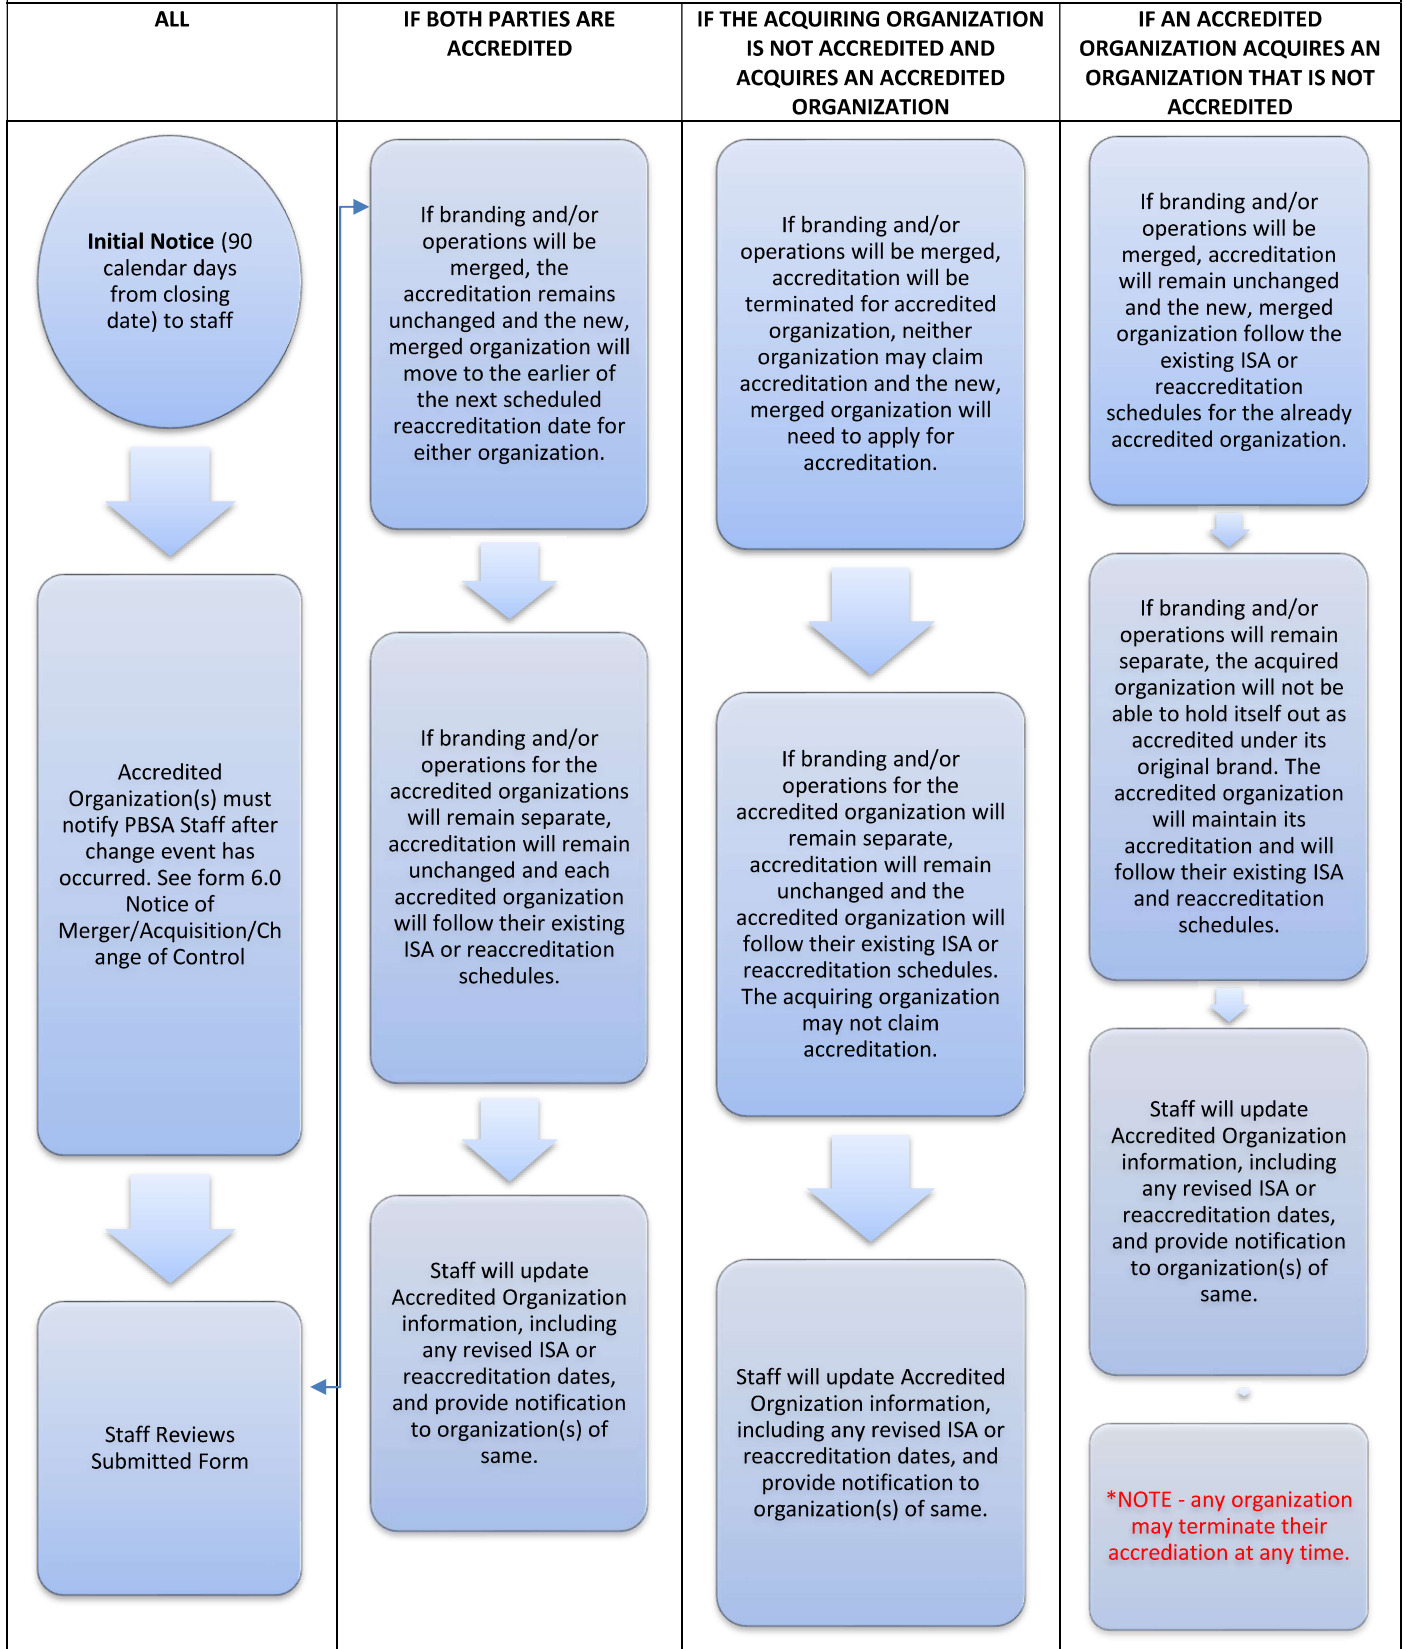 ALL
IF BOTH PARTIES ARE
ACCREDITED
IF THE ACQUIRING ORGANIZATION
IS NOT ACCREDITED AND
ACQUIRES AN ACCREDITED
ORGANIZATION
IF AN ACCREDITED
ORGANIZATION ACQUIRES AN
ORGANIZATION THAT IS NOT
ACCREDITED
Initial Notice (90
calendar days
from closing
date) to staff
Accredited
Organization(s) must
notify PBSA Staff after
change event has
occurred. See form 6.0
Notice of
Merger/Acquisition/Ch
ange of Control
Staff Reviews
Submitted Form
If branding and/or
operations will be
merged, the
accreditation remains
unchanged and the new,
merged organization will
move to the earlier of
the next scheduled
reaccreditation date for
either organization.
If branding and/or
operations for the
accredited organizations
will remain separate,
accreditation will remain
unchanged and each
accredited organization
will follow their existing
ISA or reaccreditation
schedules.
Staff will update
Accredited Organization
information, including
any revised ISA or
reaccreditation dates,
and provide notification
to organization(s) of
same.
If branding and/or
operations will be merged,
accreditation will be
terminated for accredited
organization, neither
organization may claim
accreditation and the new,
merged organization will
need to apply for
accreditation.
If branding and/or
operations for the
accredited organization will
remain separate,
accreditation will remain
unchanged and the
accredited organization will
follow their existing ISA or
reaccreditation schedules.
The acquiring organization
may not claim
accreditation.
Staff will update Accredited
Orgnization information,
including any revised ISA or
reaccreditation dates, and
provide notification to
organization(s) of same.
If branding and/or
operations will be
merged, accreditation
will remain unchanged
and the new, merged
organization follow the
existing ISA or
reaccreditation
schedules for the already
accredited organization.
If branding and/or
operations will remain
separate, the acquired
organization will not be
able to hold itself out as
accredited under its
original brand. The
accredited organization
will maintain its
accreditation and will
follow their existing ISA
and reaccreditation
schedules.
Staff will update
Accredited Organization
information, including
any revised ISA or
reaccreditation dates,
and provide notification
to organization(s) of
same.
*NOTE - any organization
may terminate their
accrediation at any time.